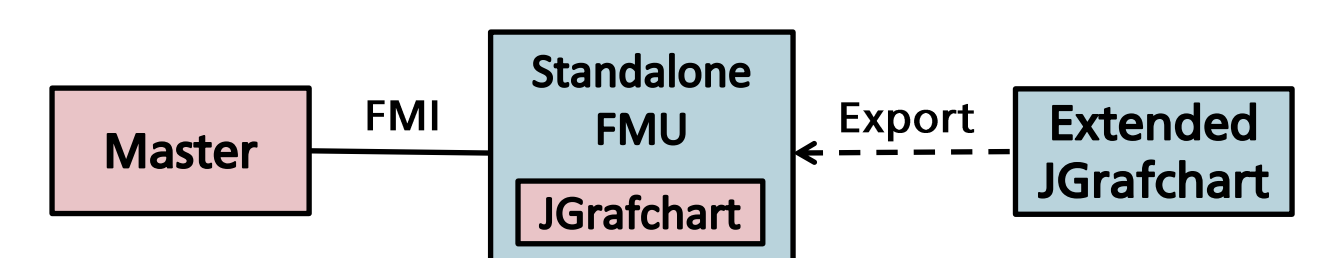 Master
FMI
Standalone
FMU
JGrafchart
Export
Extended
JGrafchart